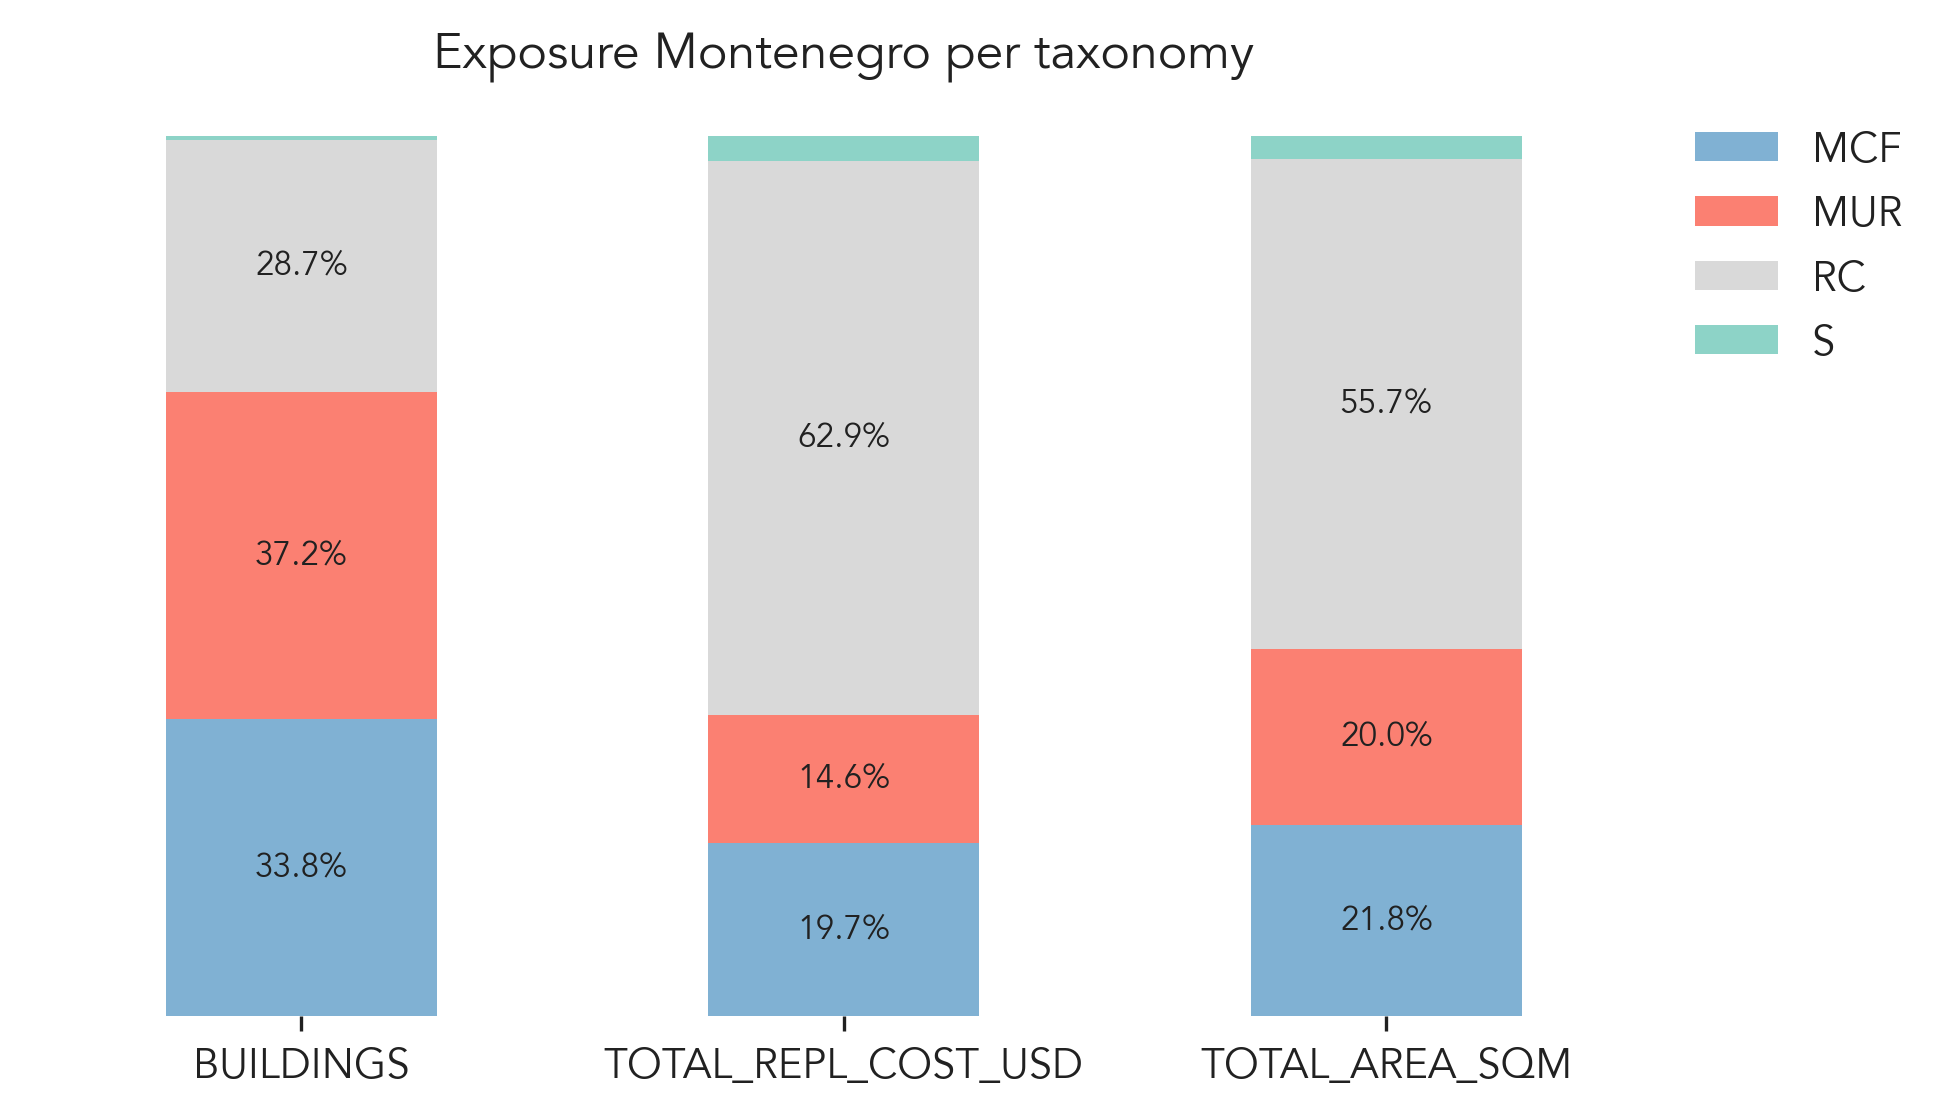 Exposure Montenegro per taxonomy
MCF
MUR
RC
S
28.7%
37.2%
33.8%
62.9%
14.6%
19.7%
55.7%
20.0%
21.8%
BUILDINGS
TOTAL_REPL_COST_USD
TOTAL_AREA_SQM